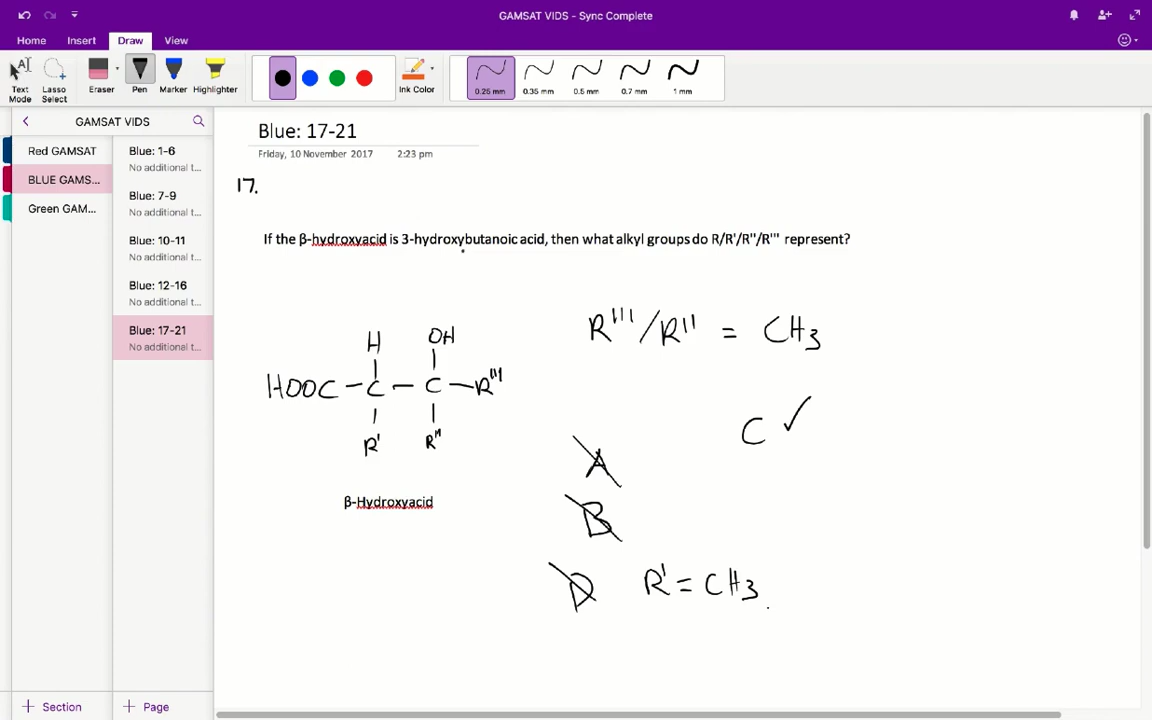 GAMSAT VIDS - Sync Complete
Home Insert Draw View
Text Mode
Lasso Select
Eraser
Pen
Marker
Highlighter
Ink Color
0.25 mm
0.35 mm
0.5 mm
0.7 mm
1 mm
GAMSAT VIDS
Red GAMSAT
BLUE GAMS...
Green GAM...
Blue: 1-6
No additional t...
Blue: 7-9
No additional t...
Blue: 10-11
No additional t...
Blue: 12-16
No additional t...
Blue: 17-21
No additional t...
+ Section
+ Page
Blue: 17-21
Friday, 10 November 2017 2:23 pm
17.
If the β-hydroxyacid is 3-hydroxybutanoic acid, then what alkyl groups do R/R'/R''/R''' represent?
H OH
HOOC - C - C - R'''
R' R''
β-Hydroxyacid
R'''/R'' = CH3
C ✓
A
B
D R' = CH3